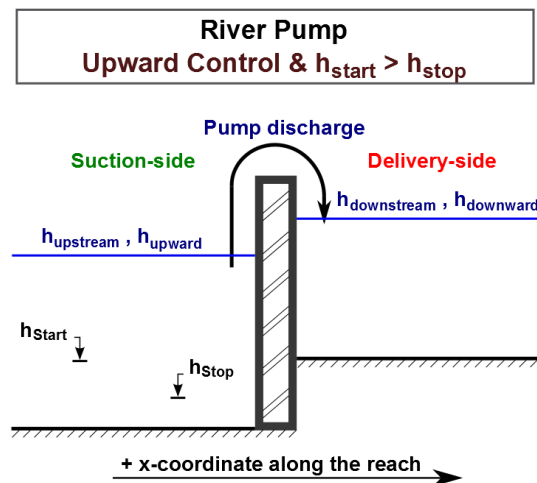 River Pump
Upward Control & hstart > hstop
Pump discharge
Suction-side
Delivery-side
hdownstream , hdownward
hupstream , hupward
hStart
hStop
+ x-coordinate along the reach